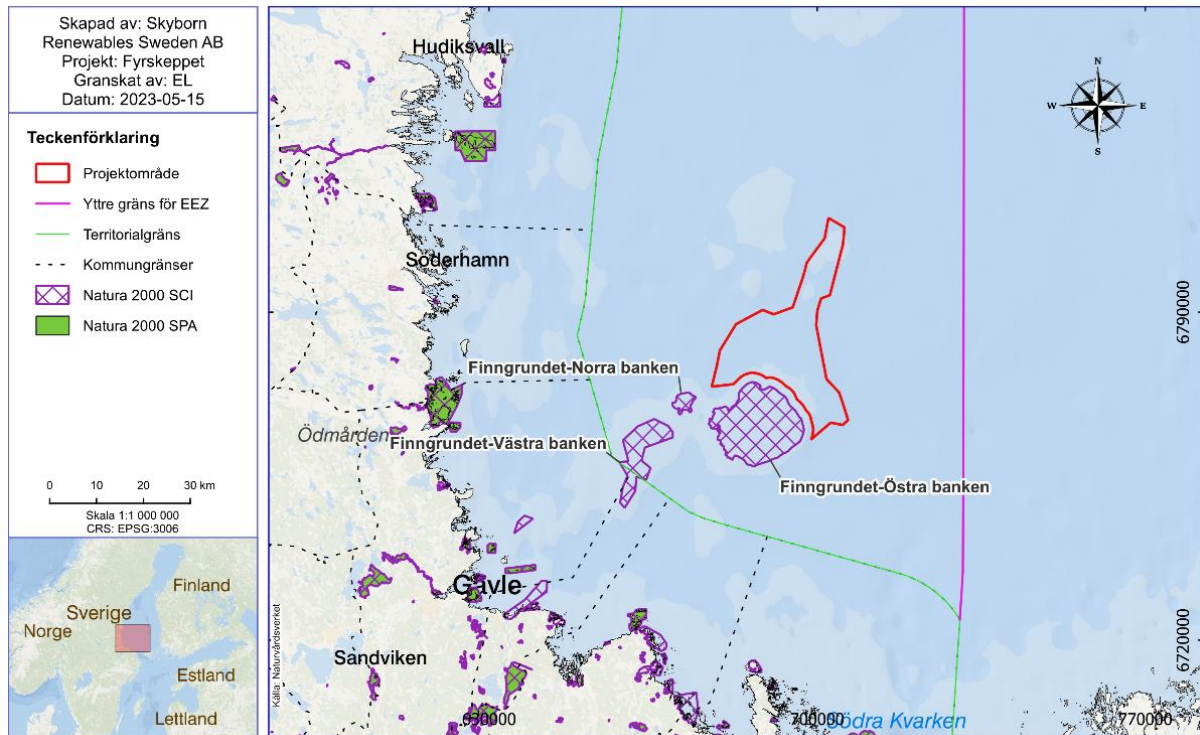 Skapad av: Skyborn
Renewables Sweden AB
Projekt: Fyrskeppet
Granskat av: EL
Datum: 2023-05-15
Teckenförklaring
Projektområde
Yttre gräns för EEZ
Territorialgräns
Kommungränser
Natura 2000 SCI
Natura 2000 SPA
0 10 20 30 km
Skala 1:1 000 000
CRS: EPSG:3006
Finland
Sverige
Norge
Estland
Lettland
Hudiksvall
N
W E
S
Söderhamn
6790000
Finngrundet-Norra banken
Ödmården
Finngrundet-Västra banken
Finngrundet-Östra banken
Gävle
Sandviken
Källa: Naturvårdsverket
6720000
630000 700000 770000
Södra Kvarken